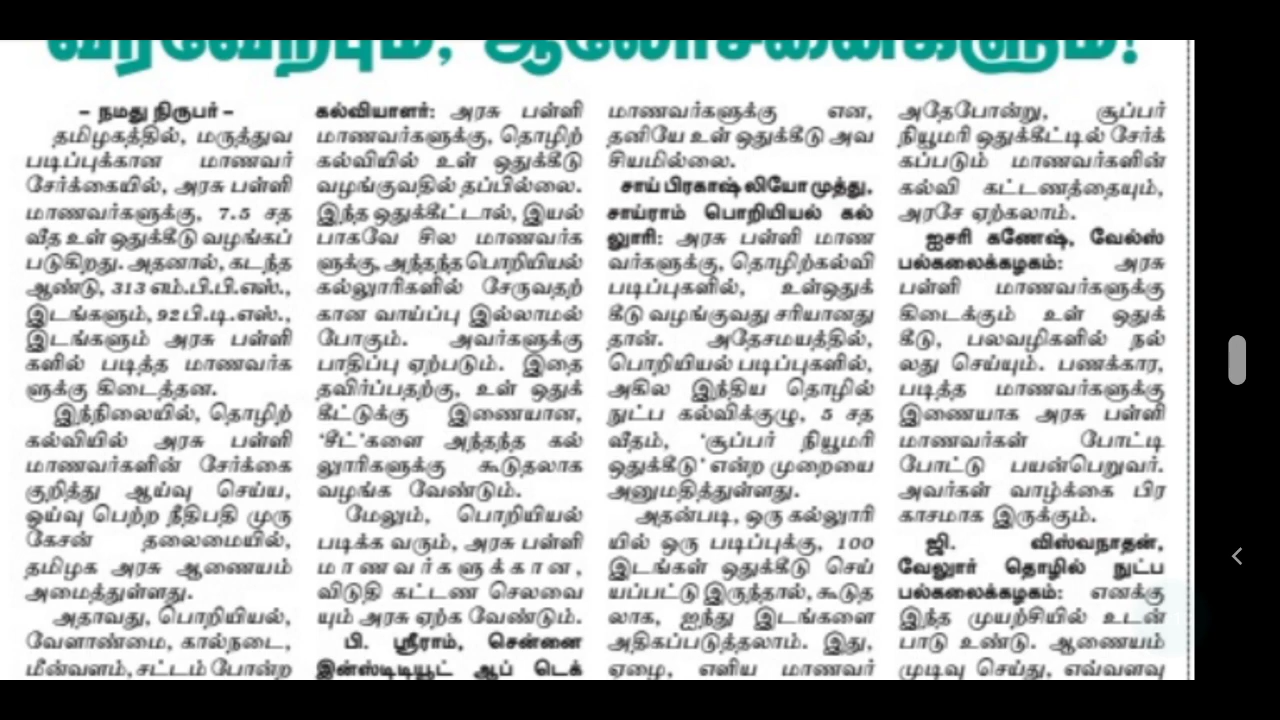 வரவேற்பும், ஆலோசனைகளும்!
– நமது நிருபர் –
தமிழகத்தில், மருத்துவ
படிப்புக்கான மாணவர்
சேர்க்கையில், அரசு பள்ளி
மாணவர்களுக்கு, 7.5 சத
வீத உள் ஒதுக்கீடு வழங்கப்
படுகிறது. அதனால், கடந்த
ஆண்டு, 313 எம்.பி.பி.எஸ்.,
இடங்களும், 92 பி.டி.எஸ்.,
இடங்களும் அரசு பள்ளி
களில் படித்த மாணவர்க
ளுக்கு கிடைத்தன.
இந்நிலையில், தொழிற்
கல்வியில் அரசு பள்ளி
மாணவர்களின் சேர்க்கை
குறித்து ஆய்வு செய்ய,
ஓய்வு பெற்ற நீதிபதி முரு
கேசன் தலைமையில்,
தமிழக அரசு ஆணையம்
அமைத்துள்ளது.
அதாவது, பொறியியல்,
வேளாண்மை, கால்நடை,
மீன்வளம், சட்டம் போன்ற
கல்வியாளர்: அரசு பள்ளி
மாணவர்களுக்கு, தொழிற்
கல்வியில் உள் ஒதுக்கீடு
வழங்குவதில் தப்பில்லை.
இந்த ஒதுக்கீட்டால், இயல்
பாகவே சில மாணவர்க
ளுக்கு, அந்தந்த பொறியியல்
கல்லுாரிகளில் சேருவதற்
கான வாய்ப்பு இல்லாமல்
போகும். அவர்களுக்கு
பாதிப்பு ஏற்படும். இதை
தவிர்ப்பதற்கு, உள் ஒதுக்
கீட்டுக்கு இணையான,
'சீட்'களை அந்தந்த கல்
லுாரிகளுக்கு கூடுதலாக
வழங்க வேண்டும்.
மேலும், பொறியியல்
படிக்க வரும், அரசு பள்ளி
மாணவர்களுக்கான,
விடுதி கட்டண செலவை
யும் அரசு ஏற்க வேண்டும்.
பி. ஸ்ரீராம், சென்னை
இன்ஸ்டிடியூட் ஆப் டெக்
மாணவர்களுக்கு என,
தனியே உள் ஒதுக்கீடு அவ
சியமில்லை.
சாய் பிரகாஷ் லியோ முத்து,
சாய்ராம் பொறியியல் கல்
லுாரி: அரசு பள்ளி மாண
வர்களுக்கு, தொழிற்கல்வி
படிப்புகளில், உள்ஒதுக்
கீடு வழங்குவது சரியானது
தான். அதேசமயத்தில்,
பொறியியல் படிப்புகளில்,
அகில இந்திய தொழில்
நுட்ப கல்விக்குழு, 5 சத
வீதம், 'சூப்பர் நியூமரி
ஒதுக்கீடு' என்ற முறையை
அனுமதித்துள்ளது.
அதன்படி, ஒரு கல்லுாரி
யில் ஒரு படிப்புக்கு, 100
இடங்கள் ஒதுக்கீடு செய்
யப்பட்டு இருந்தால், கூடுத
லாக, ஐந்து இடங்களை
அதிகப்படுத்தலாம். இது,
ஏழை, எளிய மாணவர்
அதேபோன்று, சூப்பர்
நியூமரி ஒதுக்கீட்டில் சேர்க்
கப்படும் மாணவர்களின்
கல்வி கட்டணத்தையும்,
அரசே ஏற்கலாம்.
ஐசரி கணேஷ், வேல்ஸ்
பல்கலைக்கழகம்: அரசு
பள்ளி மாணவர்களுக்கு
கிடைக்கும் உள் ஒதுக்
கீடு, பலவழிகளில் நல்
லது செய்யும். பணக்கார,
படித்த மாணவர்களுக்கு
இணையாக அரசு பள்ளி
மாணவர்கள் போட்டி
போட்டு பயன்பெறுவர்.
அவர்கள் வாழ்க்கை பிர
காசமாக இருக்கும்.
ஜி. விஸ்வநாதன்,
வேலுார் தொழில் நுட்ப
பல்கலைக்கழகம்: எனக்கு
இந்த முயற்சியில் உடன்
பாடு உண்டு. ஆணையம்
முடிவு செய்து, எவ்வளவு